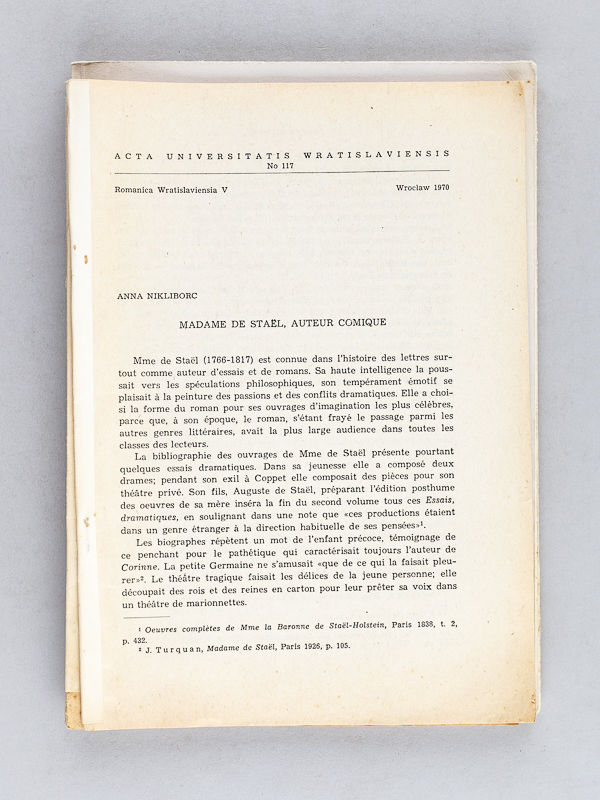 ACTA UNIVERSITATIS WRATISLAVIENSIS
No 117
Romanica Wratislaviensia V Wrocław 1970
ANNA NIKLIBORC
MADAME DE STAËL, AUTEUR COMIQUE
Mme de Staël (1766-1817) est connue dans l'histoire des lettres sur-
tout comme auteur d'essais et de romans. Sa haute intelligence la pous-
sait vers les spéculations philosophiques, son tempérament émotif se
plaisait à la peinture des passions et des conflits dramatiques. Elle a choi-
si la forme du roman pour ses ouvrages d'imagination les plus célèbres,
parce que, à son époque, le roman, s'étant frayé le passage parmi les
autres genres littéraires, avait la plus large audience dans toutes les
classes des lecteurs.
La bibliographie des ouvrages de Mme de Staël présente pourtant
quelques essais dramatiques. Dans sa jeunesse elle a composé deux
drames; pendant son exil à Coppet elle composait des pièces pour son
théâtre privé. Son fils, Auguste de Staël, préparant l'édition posthume
des oeuvres de sa mère inséra la fin du second volume tous ces Essais,
dramatiques, en soulignant dans une note que «ces productions étaient
dans un genre étranger à la direction habituelle de ses pensées»¹.
Les biographes répètent un mot de l'enfant précoce, témoignage de
ce penchant pour le pathétique qui caractérisait toujours l'auteur de
Corinne. La petite Germaine ne s'amusait «que de ce qui la faisait pleu-
rer»². Le théâtre tragique faisait les délices de la jeune personne; elle
découpait des rois et des reines en carton pour leur prêter sa voix dans
un théâtre de marionnettes.
¹ Oeuvres complètes de Mme la Baronne de Staël-Holstein, Paris 1838, t. 2,
p. 432.
² J. Turquan, Madame de Staël, Paris 1926, p. 105.